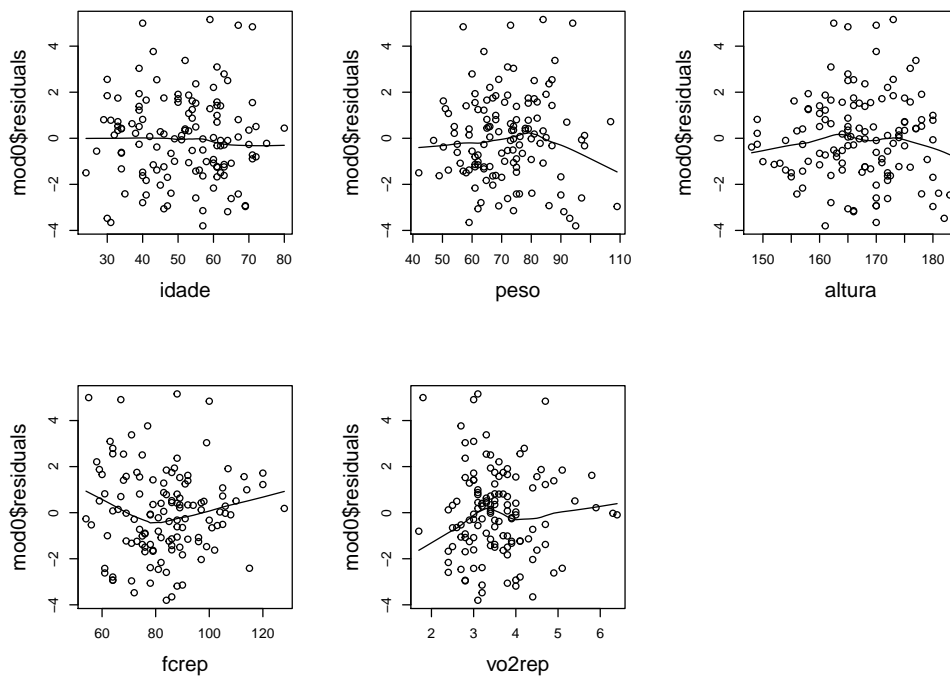 mod0$residuals
-4 -2 0 2 4
30 40 50 60 70 80
idade
mod0$residuals
-4 -2 0 2 4
40 50 60 70 80 90 110
peso
mod0$residuals
-4 -2 0 2 4
150 160 170 180
altura
mod0$residuals
-4 -2 0 2 4
60 80 100 120
fcrep
mod0$residuals
-4 -2 0 2 4
2 3 4 5 6
vo2rep